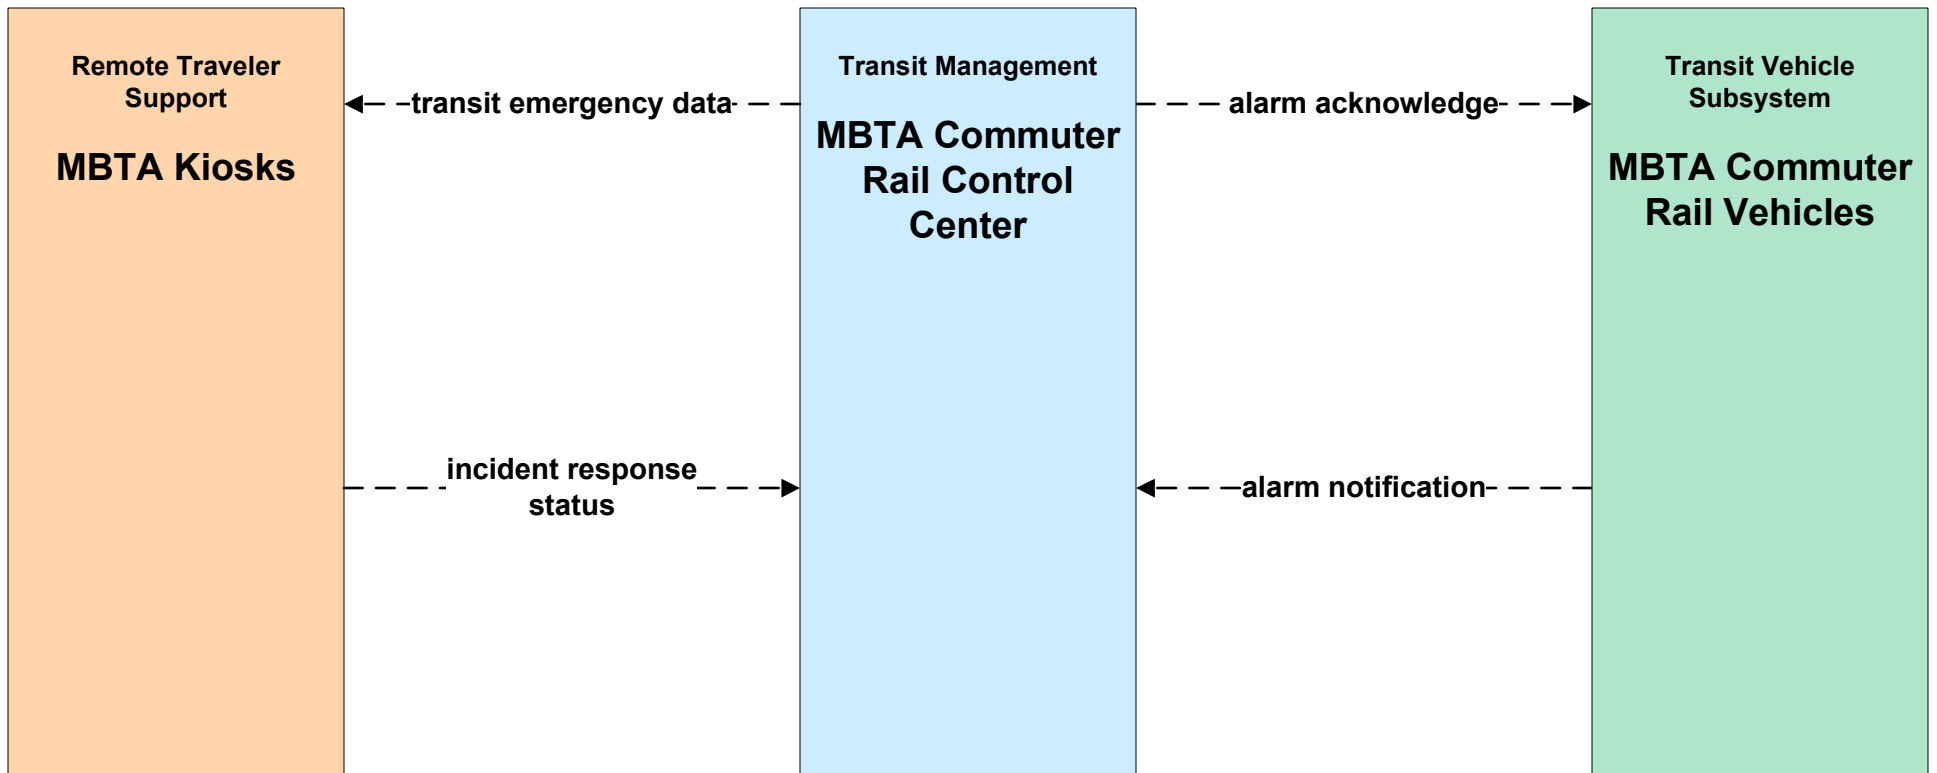 Remote Traveler
Support
MBTA Kiosks
transit emergency data
incident response
status
Transit Management
MBTA Commuter
Rail Control
Center
alarm acknowledge
alarm notification
Transit Vehicle
Subsystem
MBTA Commuter
Rail Vehicles